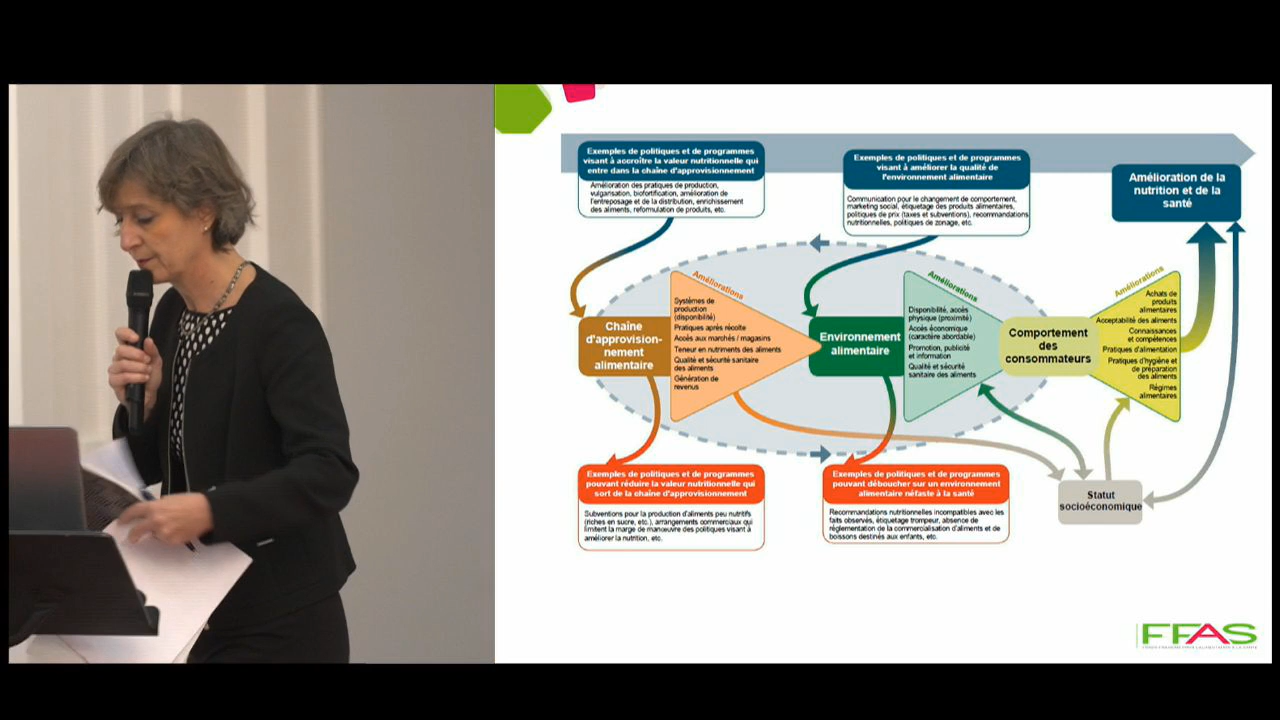 Exemples de politiques et de programmes
visant à accroître la valeur nutritionnelle qui
entre dans la chaîne d'approvisionnement
Amélioration des pratiques de production,
vulgarisation, biofortification, amélioration de
l'entreposage et de la distribution, enrichissement
des aliments, reformulation de produits, etc.
Exemples de politiques et de programmes
visant à améliorer la qualité de
l'environnement alimentaire
Communication pour le changement de comportement,
marketing social, étiquetage des produits alimentaires,
politiques de prix (taxes et subventions), recommandations
nutritionnelles, politiques de zonage, etc.
Amélioration de la
nutrition et de la
santé
Chaîne
d'approvision-
nement
alimentaire
Améliorations
Systèmes de
production
(disponibilité)
Pratiques après récolte
Accès aux marchés / magasins
Teneur en nutriments des aliments
Qualité et sécurité sanitaire
des aliments
Génération de
revenus
Environnement
alimentaire
Améliorations
Disponibilité, accès
physique (proximité)
Accès économique
(caractère abordable)
Promotion, publicité
et information
Qualité et sécurité
sanitaire des aliments
Comportement
des
consommateurs
Améliorations
Achats de
produits
alimentaires
Acceptabilité des aliments
Connaissances
et compétences
Pratiques d'alimentation
Pratiques d'hygiène et
de préparation
des aliments
Régimes
alimentaires
Exemples de politiques et de programmes
pouvant réduire la valeur nutritionnelle qui
sort de la chaîne d'approvisionnement
Subventions pour la production d'aliments peu nutritifs
(riches en sucre, etc.), arrangements commerciaux qui
limitent la marge de manœuvre des politiques visant à
améliorer la nutrition, etc.
Exemples de politiques et de programmes
pouvant déboucher sur un environnement
alimentaire néfaste à la santé
Recommandations nutritionnelles incompatibles avec les
faits observés, étiquetage trompeur, absence de
réglementation de la commercialisation d'aliments et de
boissons destinés aux enfants, etc.
Statut
socioéconomique
FFAS